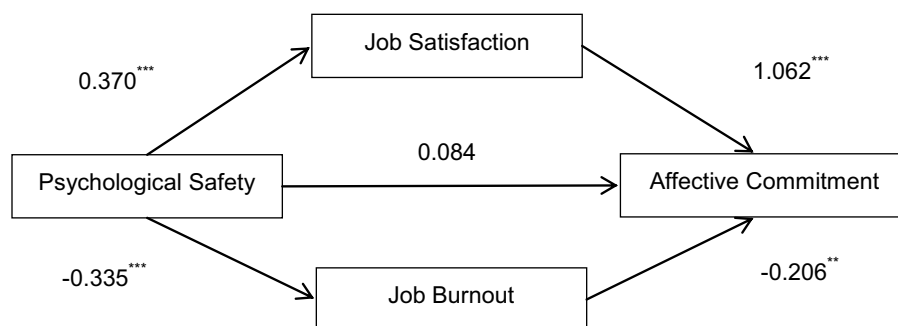 Job Satisfaction
0.370***
1.062***
0.084
Psychological Safety
Affective Commitment
-0.335***
-0.206**
Job Burnout